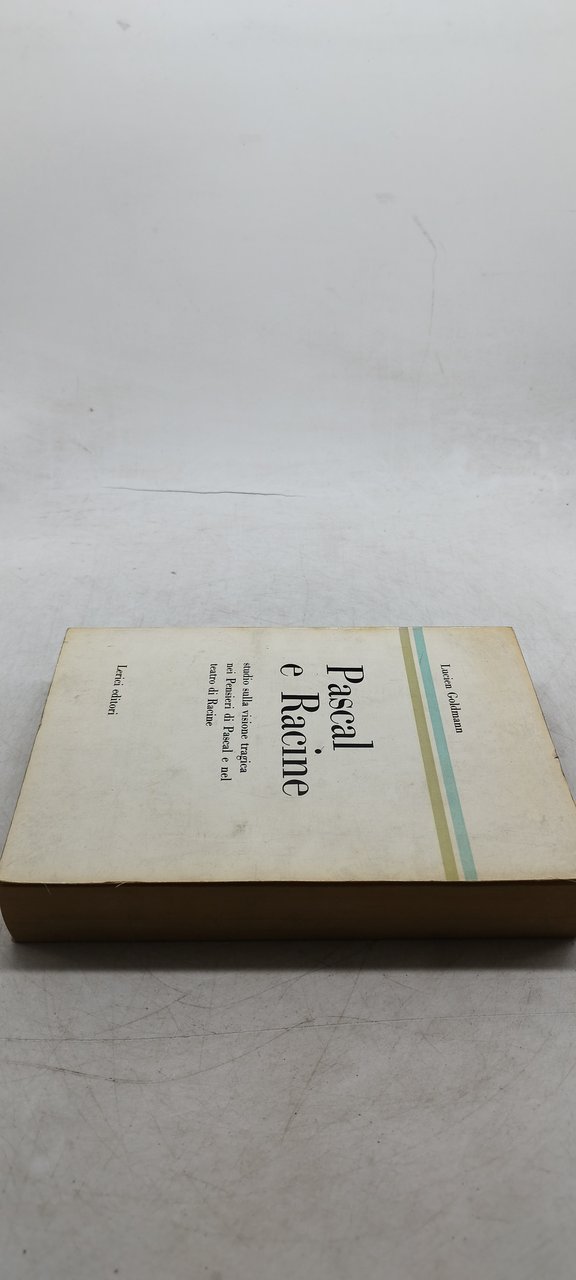 Lucien Goldmann
Pascal
e Racine
studio sulla visione tragica
nei Pensieri di Pascal e nel
teatro di Racine
Lerici editori